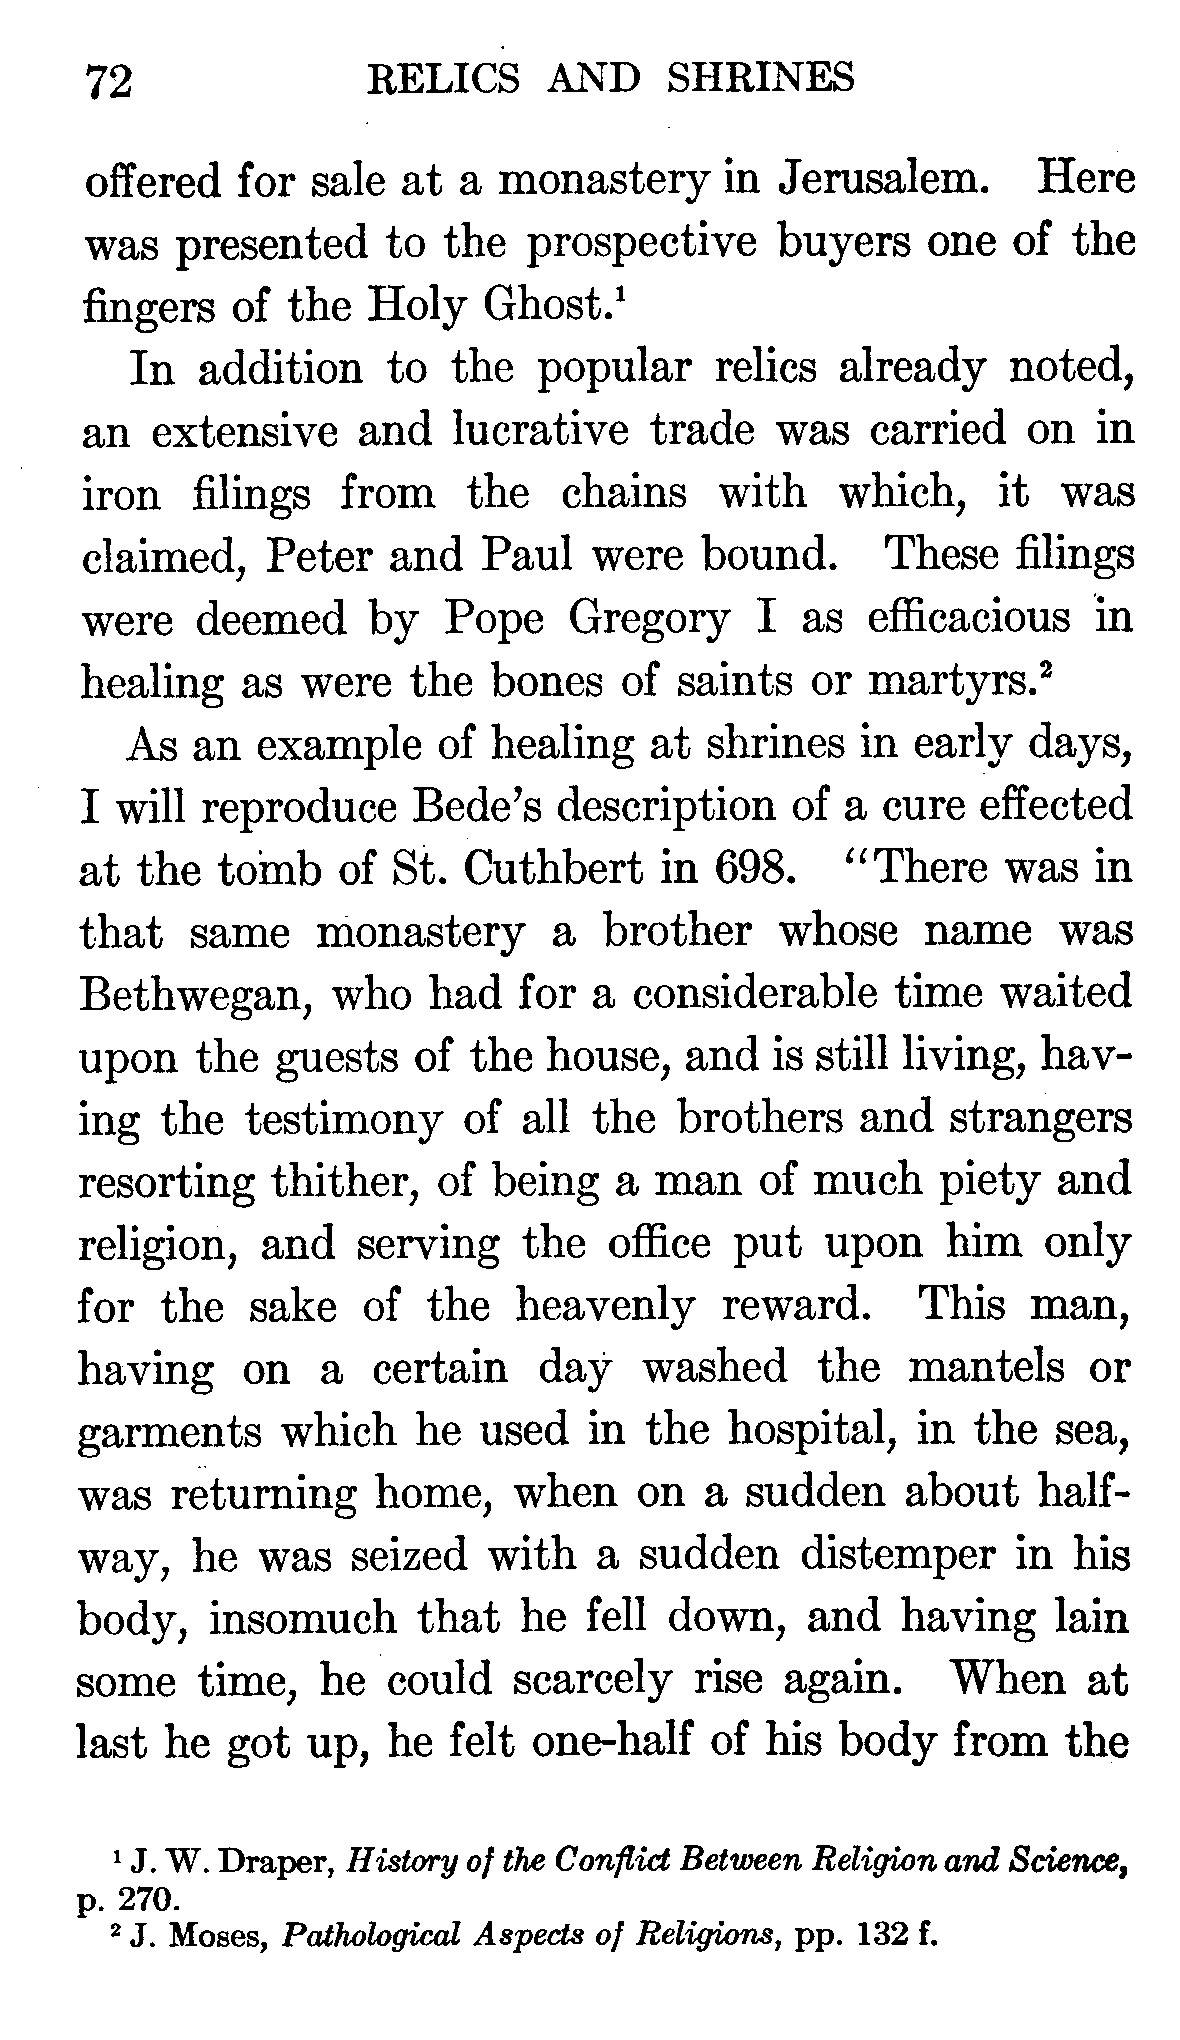 72 RELICS AND SHRINES
offered for sale at a monastery in Jerusalem. Here
was presented to the prospective buyers one of the
fingers of the Holy Ghost.¹
In addition to the popular relics already noted,
an extensive and lucrative trade was carried on in
iron filings from the chains with which, it was
claimed, Peter and Paul were bound. These filings
were deemed by Pope Gregory I as efficacious in
healing as were the bones of saints or martyrs.²
As an example of healing at shrines in early days,
I will reproduce Bede's description of a cure effected
at the tomb of St. Cuthbert in 698. "There was in
that same monastery a brother whose name was
Bethwegan, who had for a considerable time waited
upon the guests of the house, and is still living, hav-
ing the testimony of all the brothers and strangers
resorting thither, of being a man of much piety and
religion, and serving the office put upon him only
for the sake of the heavenly reward. This man,
having on a certain day washed the mantels or
garments which he used in the hospital, in the sea,
was returning home, when on a sudden about half-
way, he was seized with a sudden distemper in his
body, insomuch that he fell down, and having lain
some time, he could scarcely rise again. When at
last he got up, he felt one-half of his body from the
¹ J. W. Draper, History of the Conflict Between Religion and Science,
p. 270.
² J. Moses, Pathological Aspects of Religions, pp. 132 f.